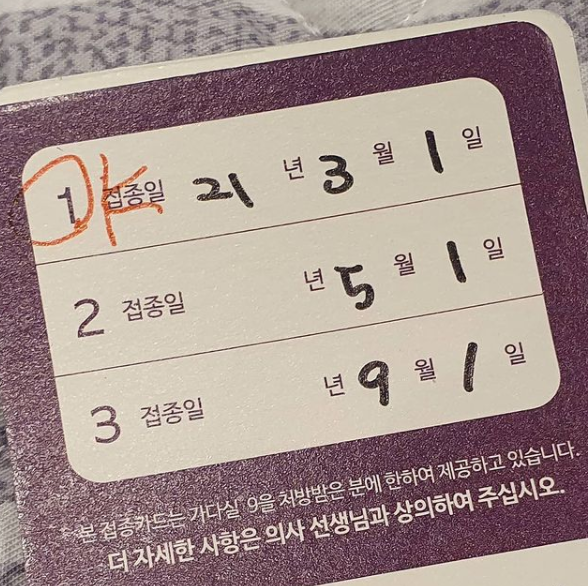 OK
1 접종일 21 년 3 월 1 일
2 접종일 년 5 월 1 일
3 접종일 년 9 월 1 일
본 접종카드는 가다실 9을 처방받은 분에 한하여 제공하고 있습니다.
더 자세한 사항은 의사 선생님과 상의하여 주십시오.